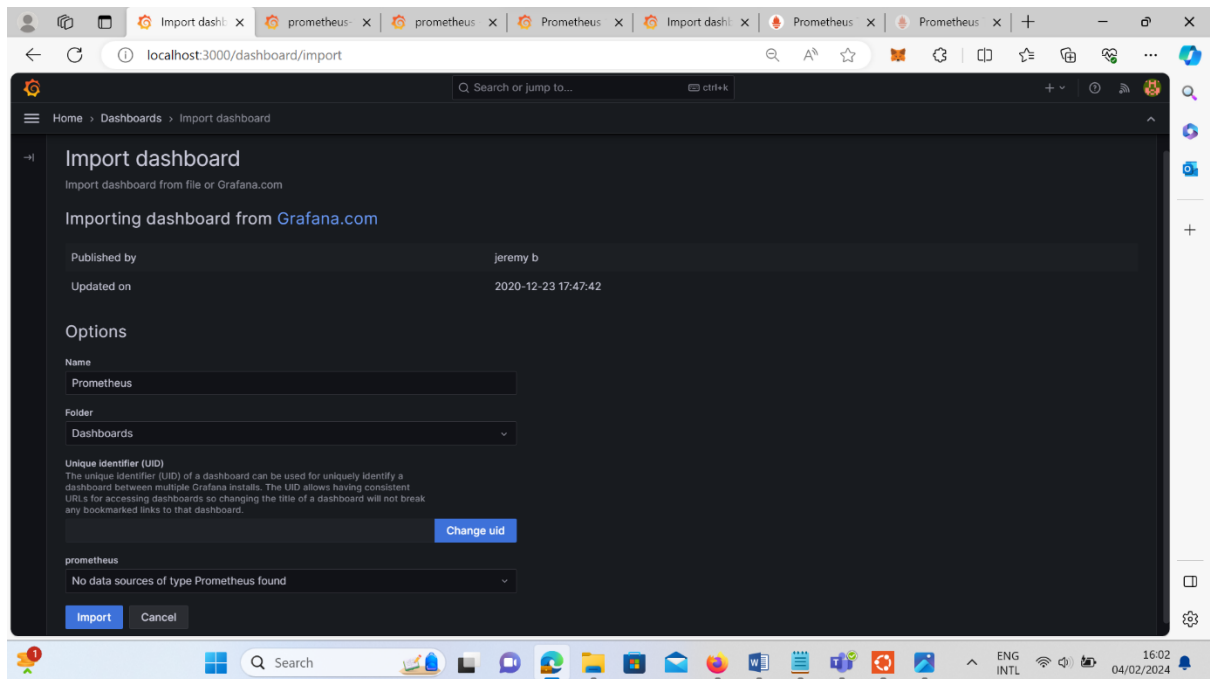 Import dashb
prometheus-
prometheus
Prometheus
Import dashb
Prometheus
Prometheus
localhost:3000/dashboard/import
Search or jump to...
ctrl+k
Home › Dashboards › Import dashboard
Import dashboard
Import dashboard from file or Grafana.com
Importing dashboard from Grafana.com
Published by jeremy b
Updated on 2020-12-23 17:47:42
Options
Name
Prometheus
Folder
Dashboards
Unique identifier (UID)
The unique identifier (UID) of a dashboard can be used for uniquely identify a
dashboard between multiple Grafana installs. The UID allows having consistent
URLs for accessing dashboards so changing the title of a dashboard will not break
any bookmarked links to that dashboard.
Change uid
prometheus
No data sources of type Prometheus found
Import Cancel
1
Search
ENG
INTL
16:02
04/02/2024